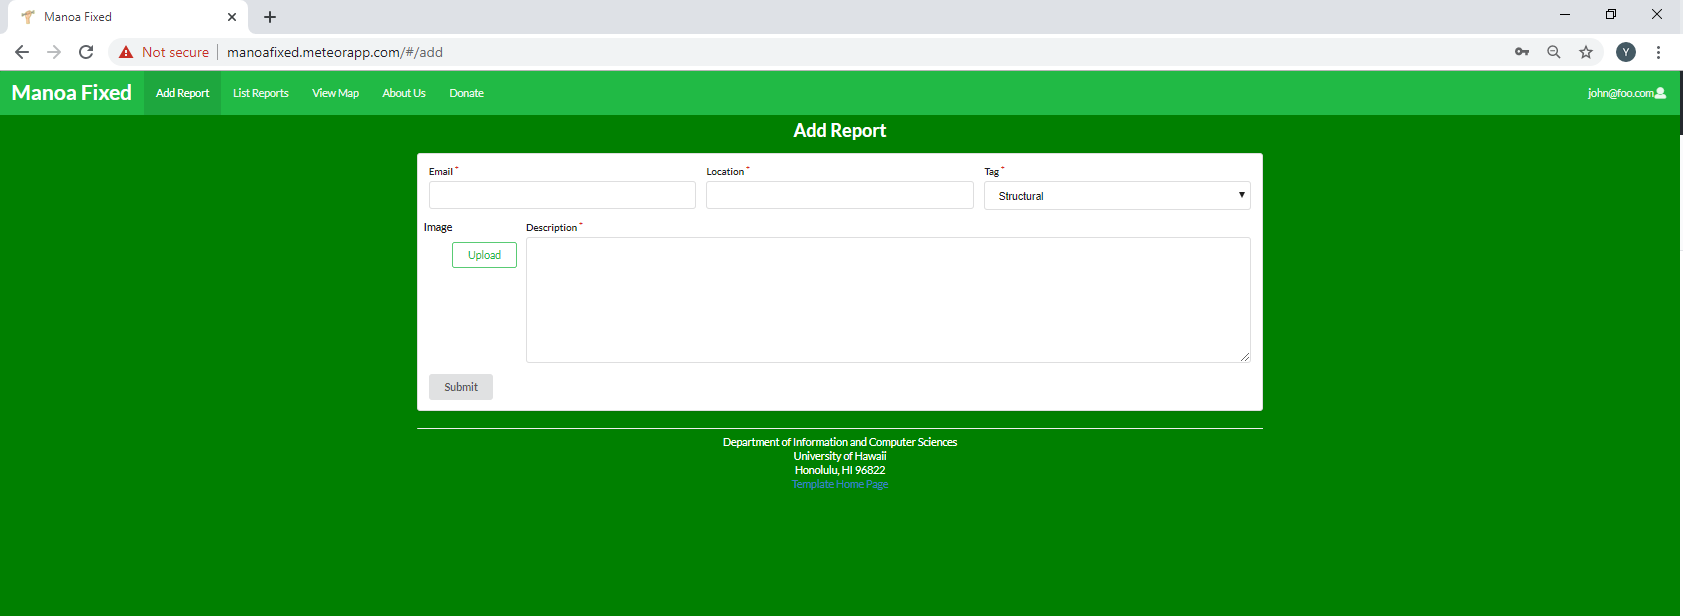 Manoa Fixed
Not secure manoafixed.meteorapp.com/#/add
Y
Manoa Fixed Add Report List Reports View Map About Us Donate john@foo.com
Add Report
Email * Location * Tag *
Structural
Image Description *
Upload
Submit
Department of Information and Computer Sciences
University of Hawaii
Honolulu, HI 96822
Template Home Page